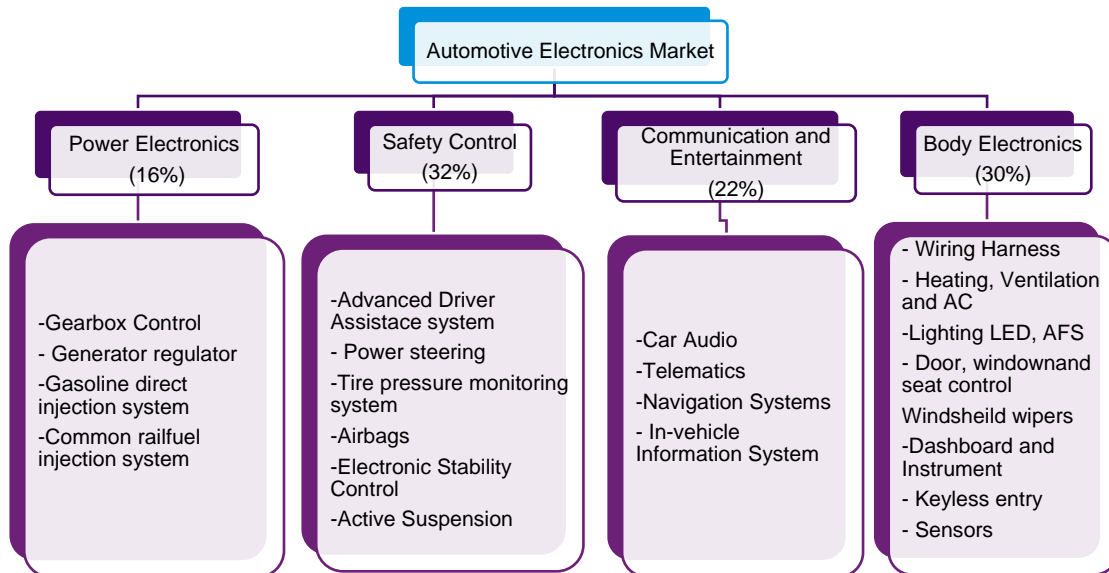 Automotive Electronics Market
Power Electronics
(16%)
Safety Control
(32%)
Communication and
Entertainment
(22%)
Body Electronics
(30%)
-Gearbox Control
- Generator regulator
-Gasoline direct
injection system
-Common railfuel
injection system
-Advanced Driver
Assistace system
- Power steering
-Tire pressure monitoring
system
-Airbags
-Electronic Stability
Control
-Active Suspension
-Car Audio
-Telematics
-Navigation Systems
- In-vehicle
Information System
- Wiring Harness
- Heating, Ventilation
and AC
-Lighting LED, AFS
- Door, windownand
seat control
Windsheild wipers
-Dashboard and
Instrument
- Keyless entry
- Sensors